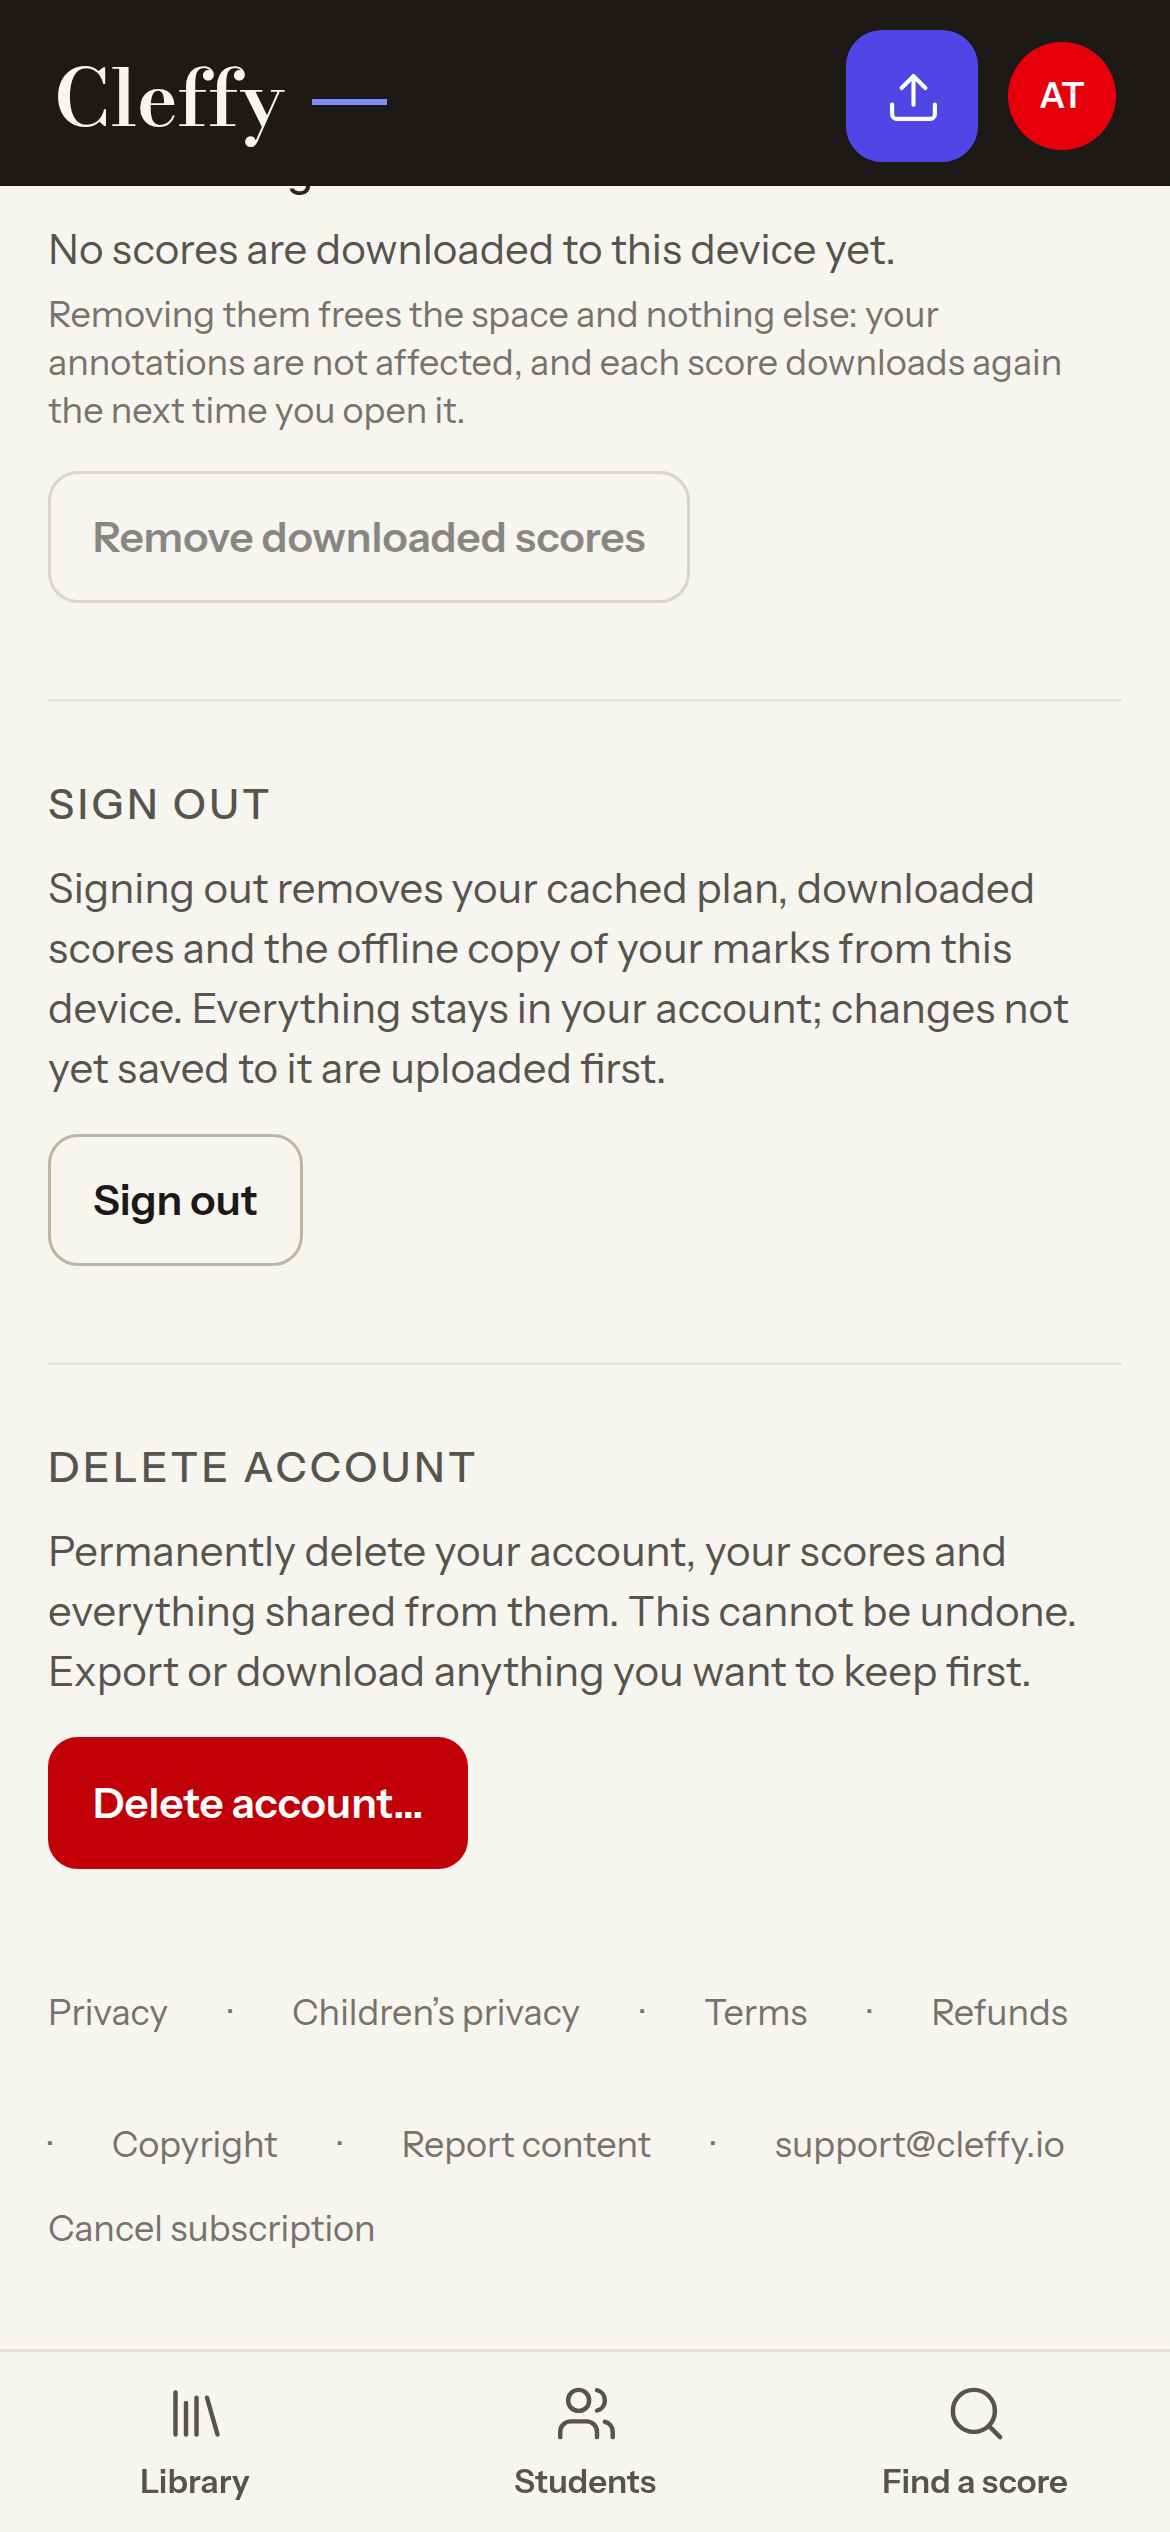 Cleffy
AT
No scores are downloaded to this device yet.
Removing them frees the space and nothing else: your
annotations are not affected, and each score downloads again
the next time you open it.
Remove downloaded scores
SIGN OUT
Signing out removes your cached plan, downloaded
scores and the offline copy of your marks from this
device. Everything stays in your account; changes not
yet saved to it are uploaded first.
Sign out
DELETE ACCOUNT
Permanently delete your account, your scores and
everything shared from them. This cannot be undone.
Export or download anything you want to keep first.
Delete account...
Privacy · Children’s privacy · Terms · Refunds
· Copyright · Report content · support@cleffy.io
Cancel subscription
Library Students Find a score